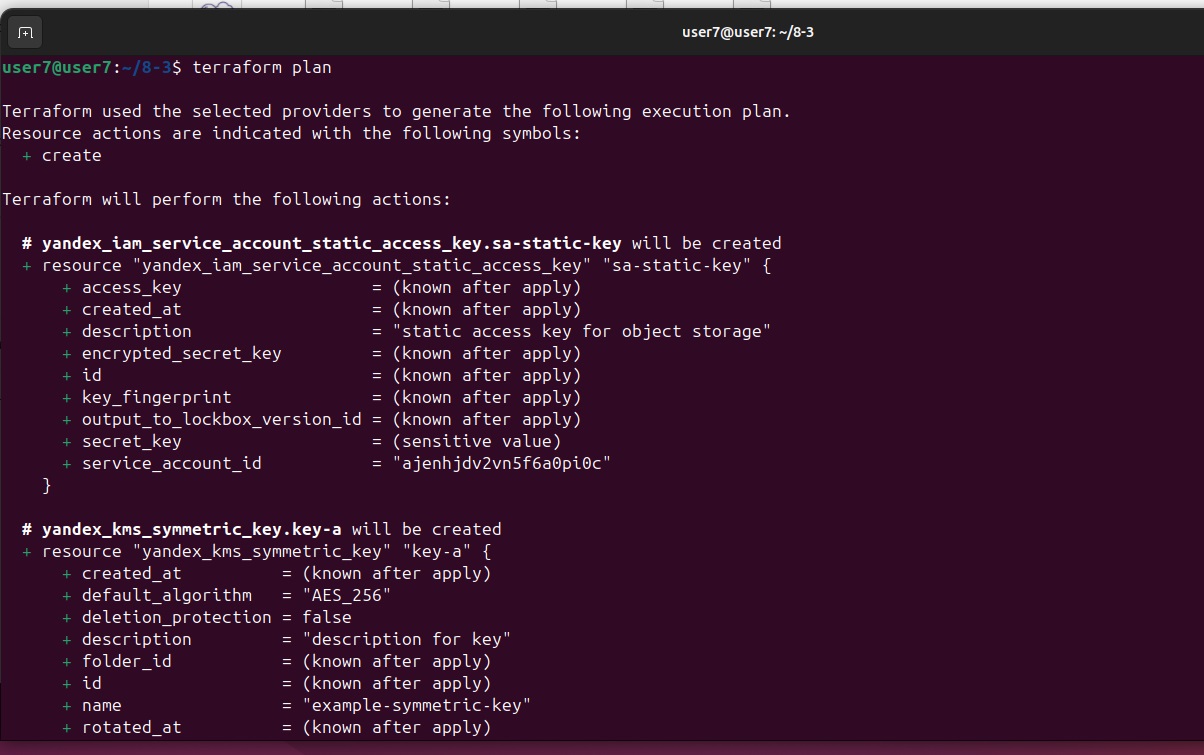 user7@user7: ~/8-3
user7@user7:~/8-3$ terraform plan
Terraform used the selected providers to generate the following execution plan.
Resource actions are indicated with the following symbols:
  + create
Terraform will perform the following actions:
  # yandex_iam_service_account_static_access_key.sa-static-key will be created
  + resource "yandex_iam_service_account_static_access_key" "sa-static-key" {
      + access_key                   = (known after apply)
      + created_at                   = (known after apply)
      + description                  = "static access key for object storage"
      + encrypted_secret_key         = (known after apply)
      + id                           = (known after apply)
      + key_fingerprint              = (known after apply)
      + output_to_lockbox_version_id = (known after apply)
      + secret_key                   = (sensitive value)
      + service_account_id           = "ajenhjdv2vn5f6a0pi0c"
    }
  # yandex_kms_symmetric_key.key-a will be created
  + resource "yandex_kms_symmetric_key" "key-a" {
      + created_at          = (known after apply)
      + default_algorithm   = "AES_256"
      + deletion_protection = false
      + description         = "description for key"
      + folder_id           = (known after apply)
      + id                  = (known after apply)
      + name                = "example-symmetric-key"
      + rotated_at          = (known after apply)